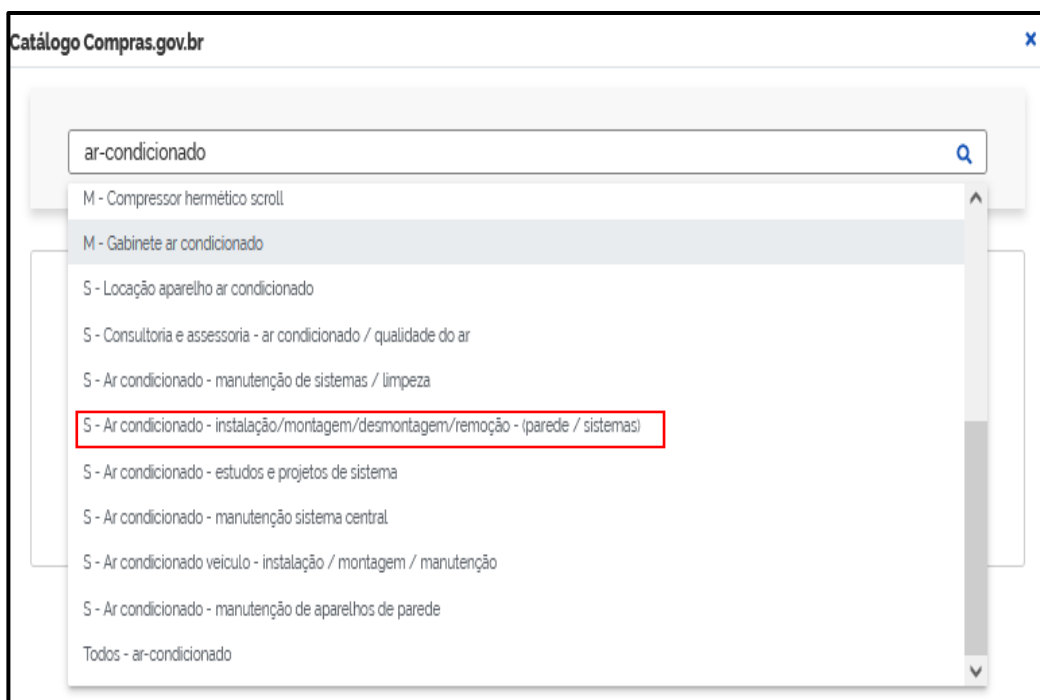 Catálogo Compras.gov.br
ar-condicionado
M - Compressor hermético scroll
M - Gabinete ar condicionado
S - Locação aparelho ar condicionado
S - Consultoria e assessoria - ar condicionado / qualidade do ar
S - Ar condicionado - manutenção de sistemas / limpeza
S - Ar condicionado - instalação/montagem/desmontagem/remoção - (parede / sistemas)
S - Ar condicionado - estudos e projetos de sistema
S - Ar condicionado - manutenção sistema central
S - Ar condicionado veículo - instalação / montagem / manutenção
S - Ar condicionado - manutenção de aparelhos de parede
Todos - ar-condicionado